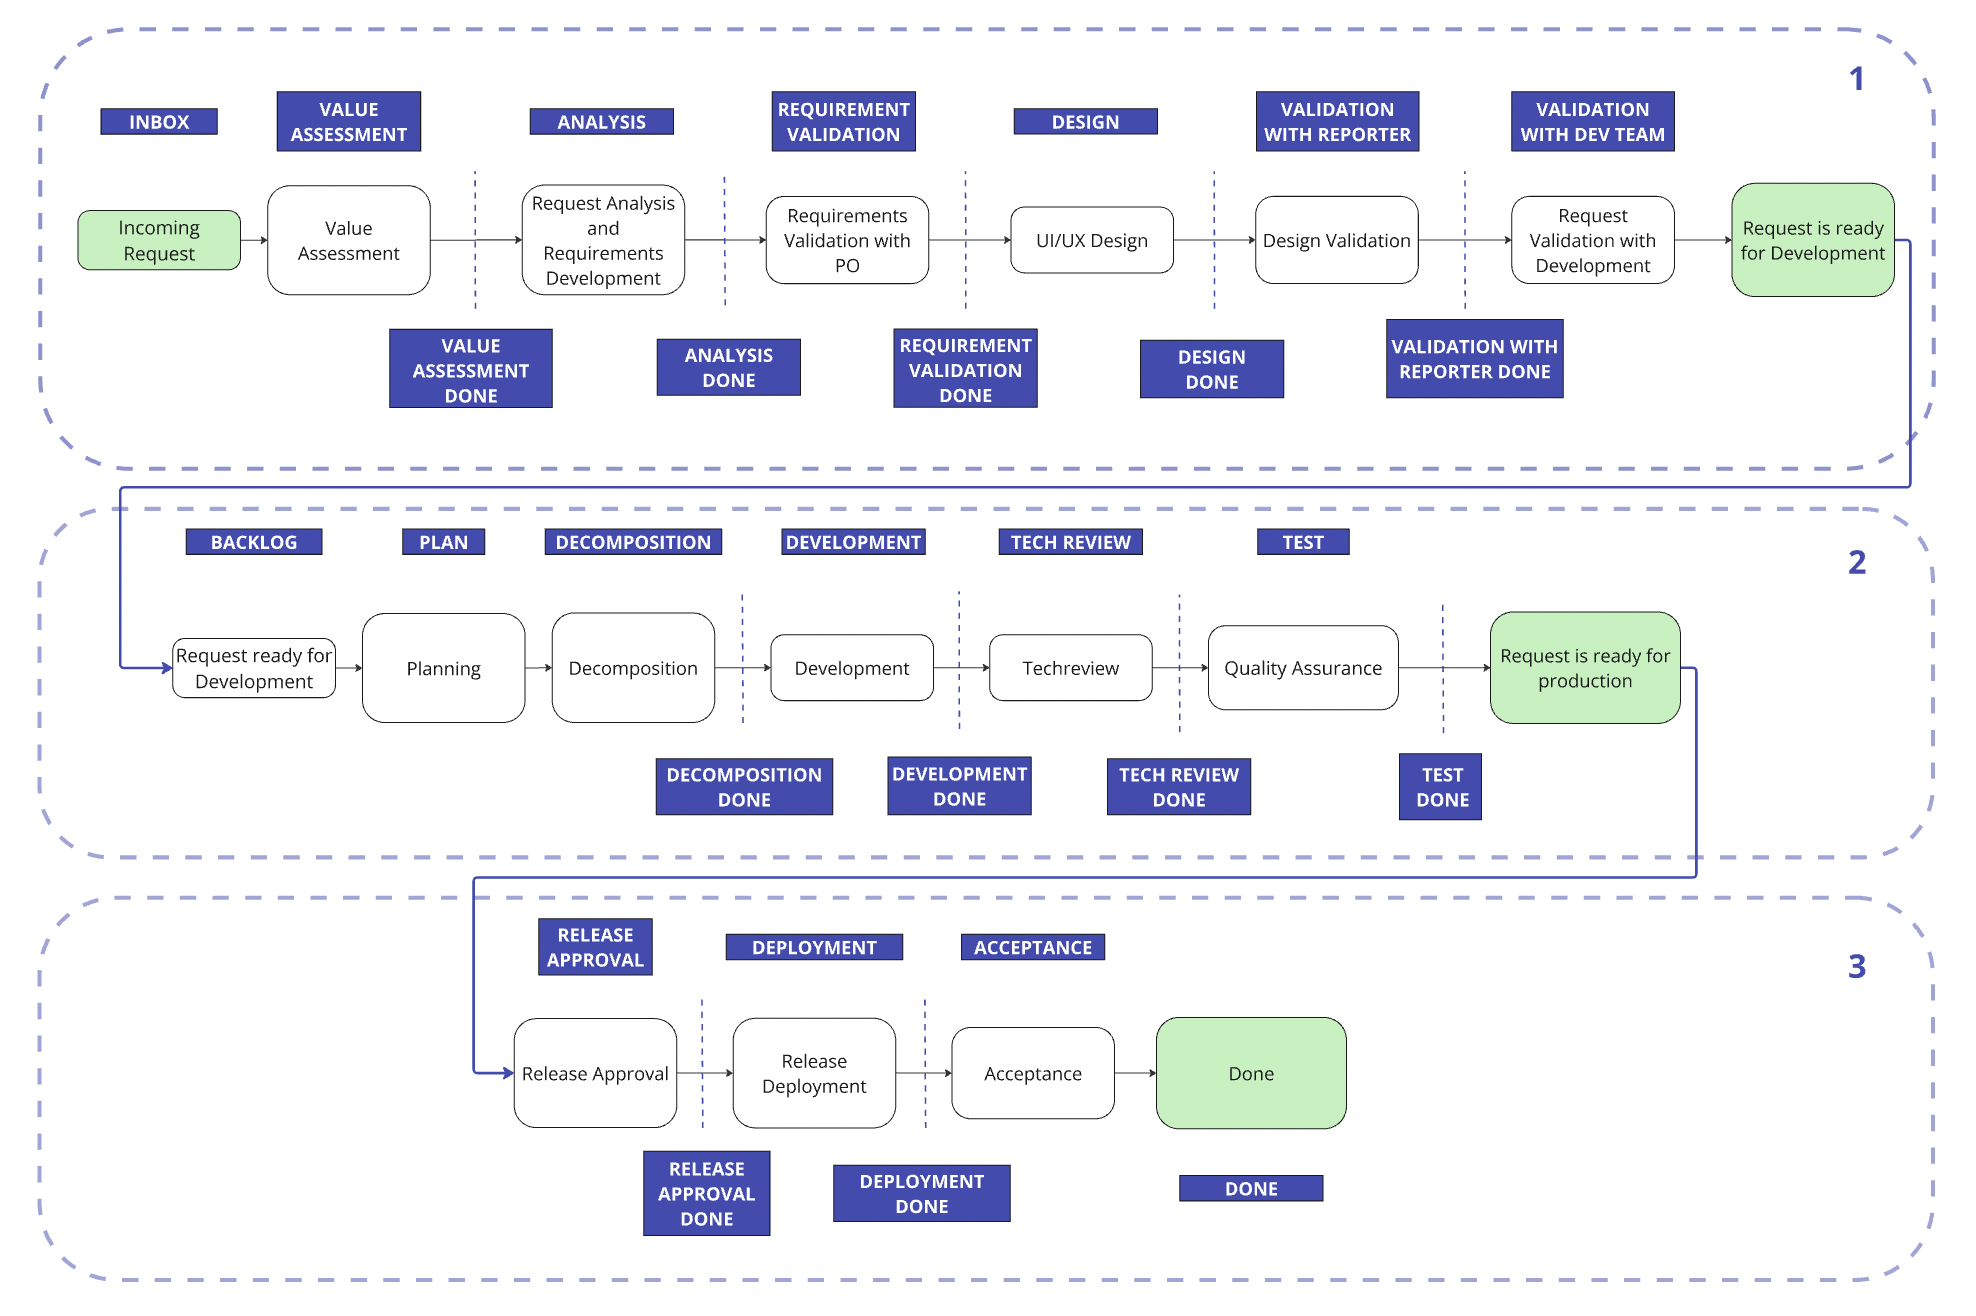 1
INBOX
VALUE
ASSESSMENT
ANALYSIS
REQUIREMENT
VALIDATION
DESIGN
VALIDATION
WITH REPORTER
VALIDATION
WITH DEV TEAM
Incoming
Request
Value
Assessment
Request Analysis
and
Requirements
Development
Requirements
Validation with
PO
UI/UX Design
Design Validation
Request
Validation with
Development
Request is ready
for Development
VALUE
ASSESSMENT
DONE
ANALYSIS
DONE
REQUIREMENT
VALIDATION
DONE
DESIGN
DONE
VALIDATION WITH
REPORTER DONE
2
BACKLOG
PLAN
DECOMPOSITION
DEVELOPMENT
TECH REVIEW
TEST
Request ready for
Development
Planning
Decomposition
Development
Techreview
Quality Assurance
Request is ready for
production
DECOMPOSITION
DONE
DEVELOPMENT
DONE
TECH REVIEW
DONE
TEST
DONE
3
RELEASE
APPROVAL
DEPLOYMENT
ACCEPTANCE
Release Approval
Release
Deployment
Acceptance
Done
RELEASE
APPROVAL
DONE
DEPLOYMENT
DONE
DONE